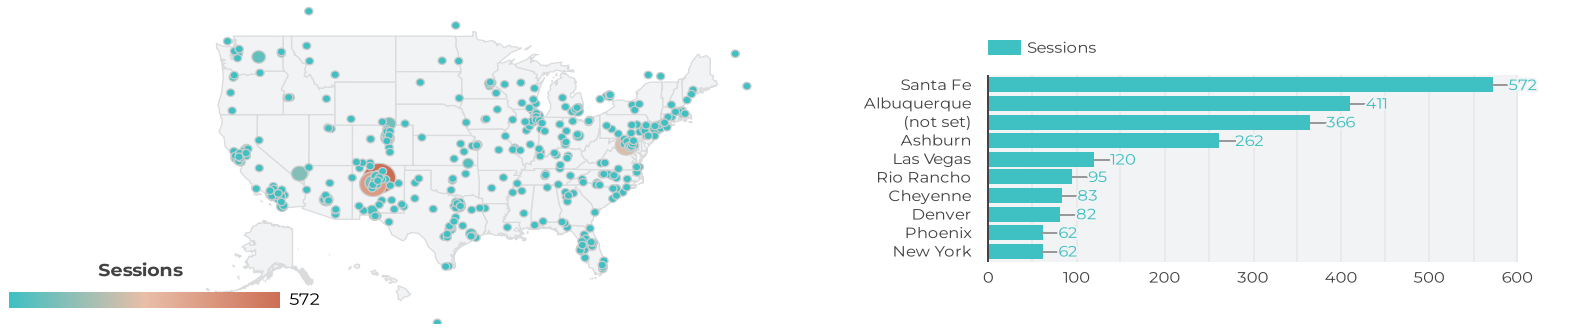 Sessions
572
Sessions
Santa Fe 572
Albuquerque 411
(not set) 366
Ashburn 262
Las Vegas 120
Rio Rancho 95
Cheyenne 83
Denver 82
Phoenix 62
New York 62
0 100 200 300 400 500 600